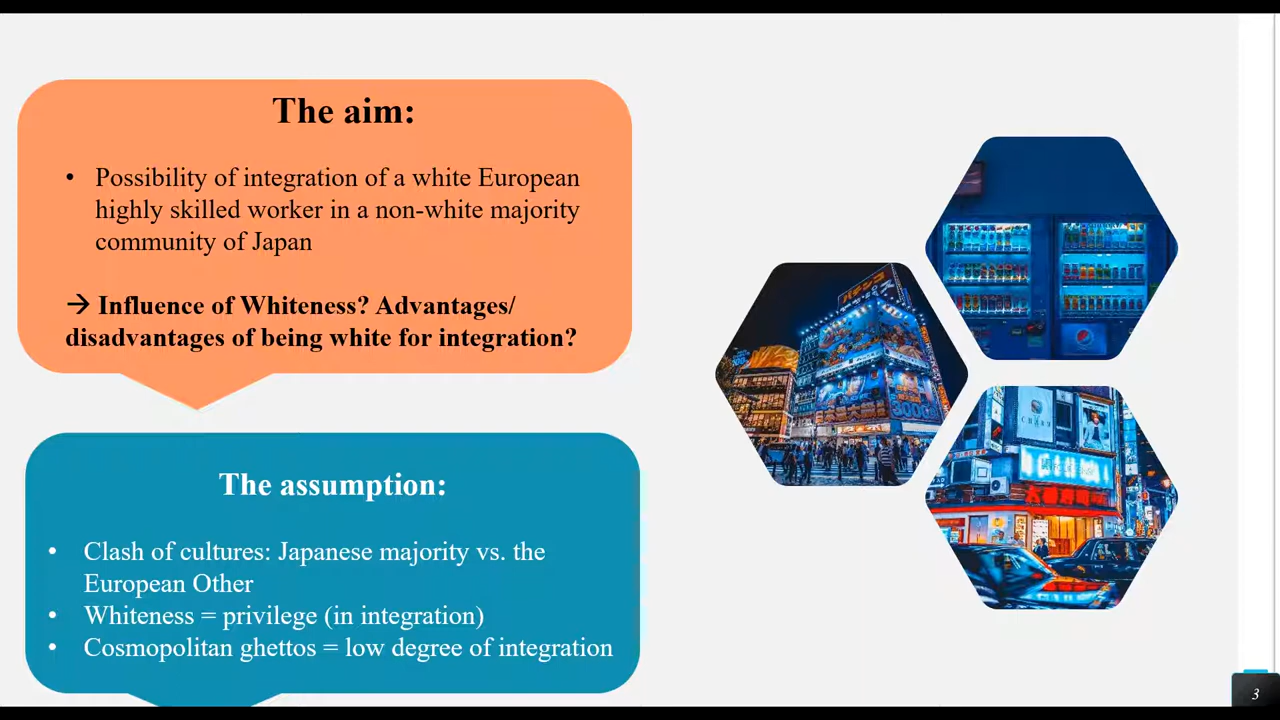 The aim:
• Possibility of integration of a white European
highly skilled worker in a non-white majority
community of Japan
→ Influence of Whiteness? Advantages/
disadvantages of being white for integration?
The assumption:
• Clash of cultures: Japanese majority vs. the
European Other
• Whiteness = privilege (in integration)
• Cosmopolitan ghettos = low degree of integration
3